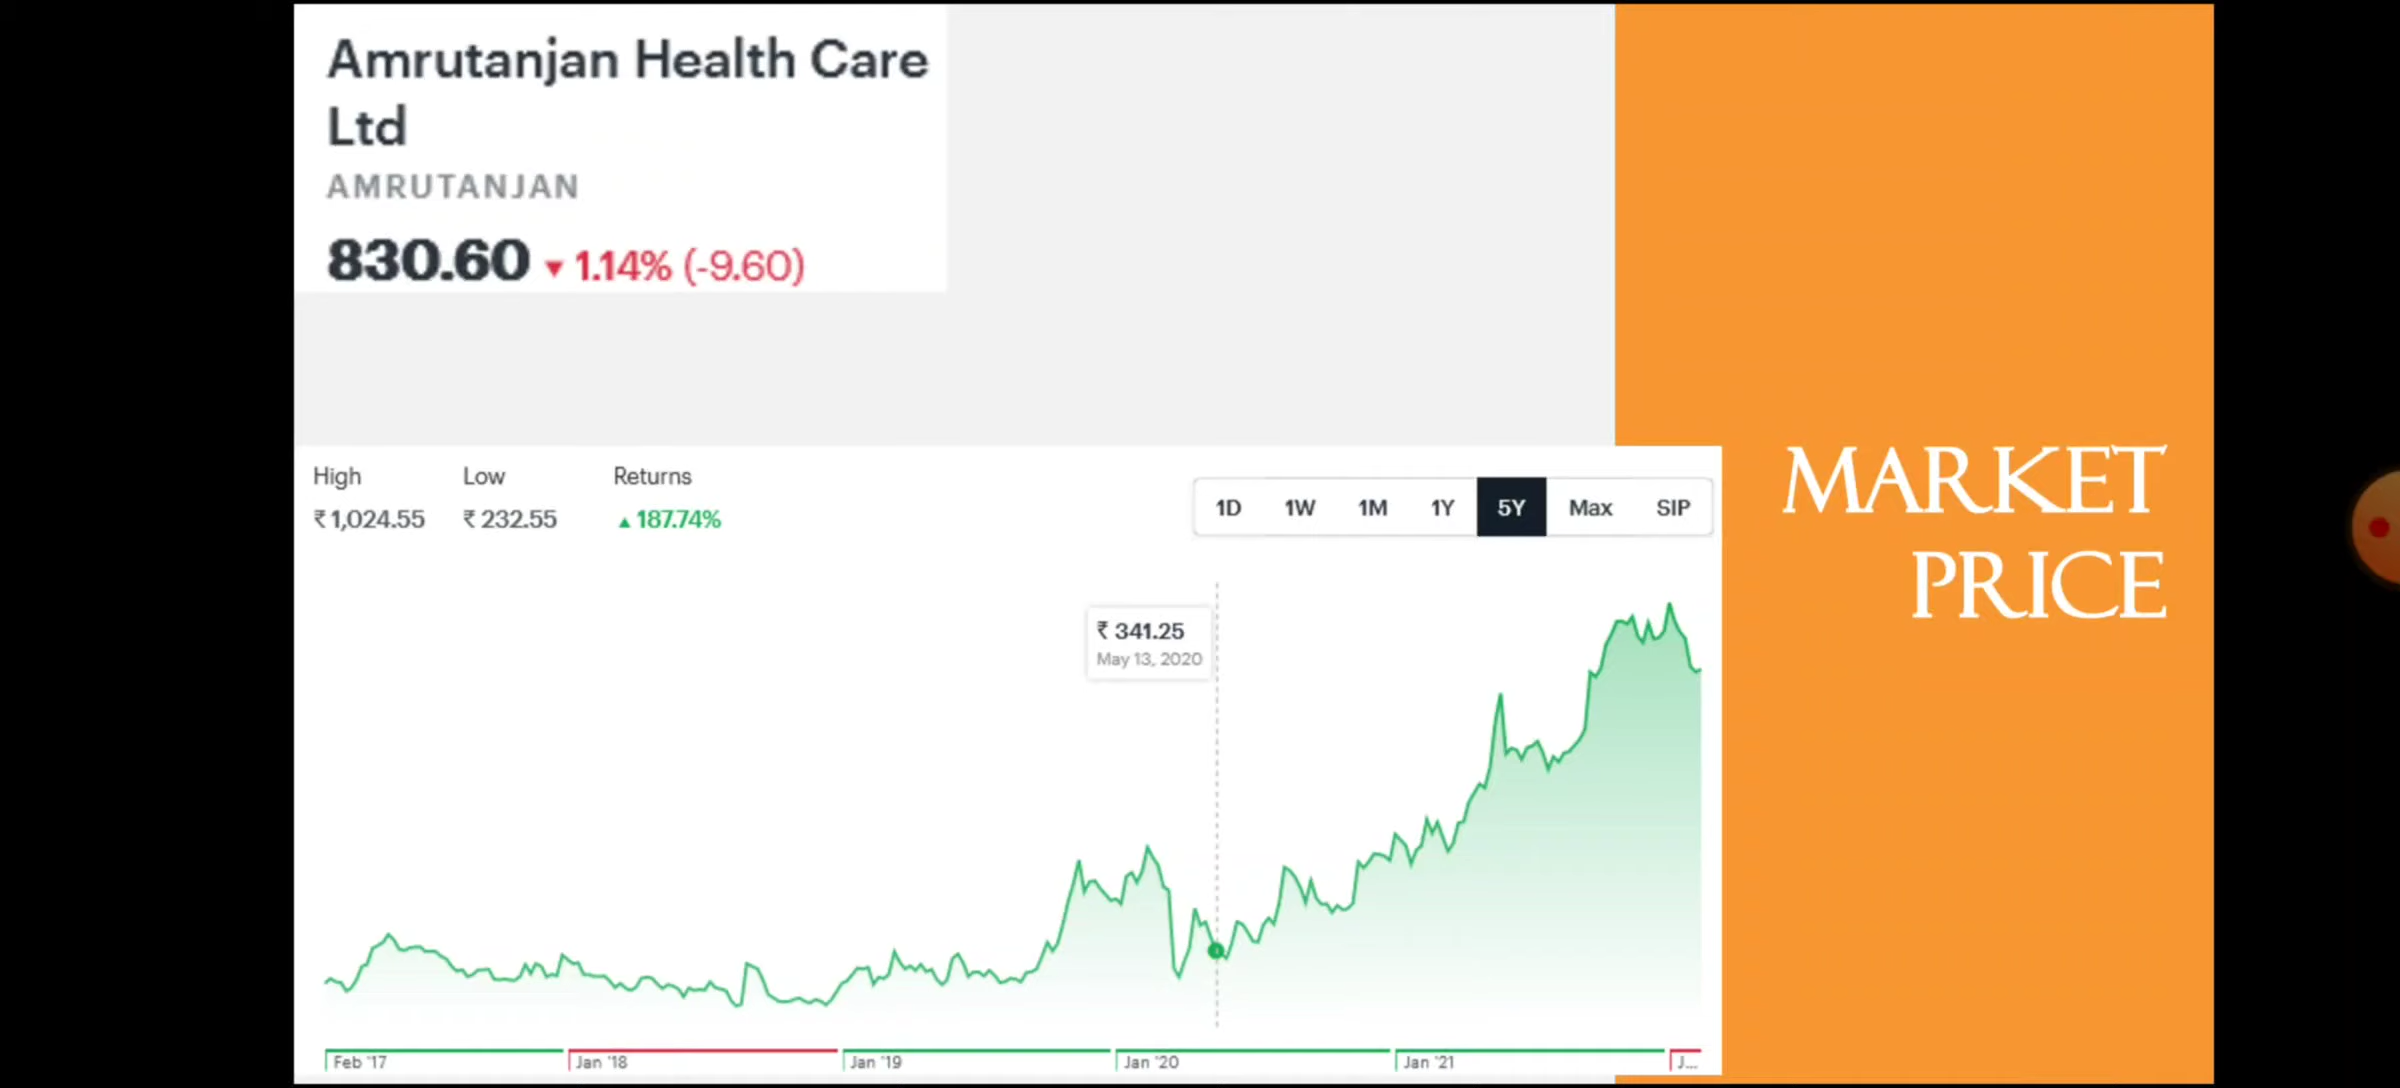 Amrutanjan Health Care
Ltd
AMRUTANJAN
830.60 ▼ 1.14% (-9.60)
High Low Returns
₹1,024.55 ₹232.55 ▲187.74%
1D 1W 1M 1Y 5Y Max SIP
MARKET
PRICE
₹ 341.25
May 13, 2020
Feb '17 Jan '18 Jan '19 Jan '20 Jan '21 J...